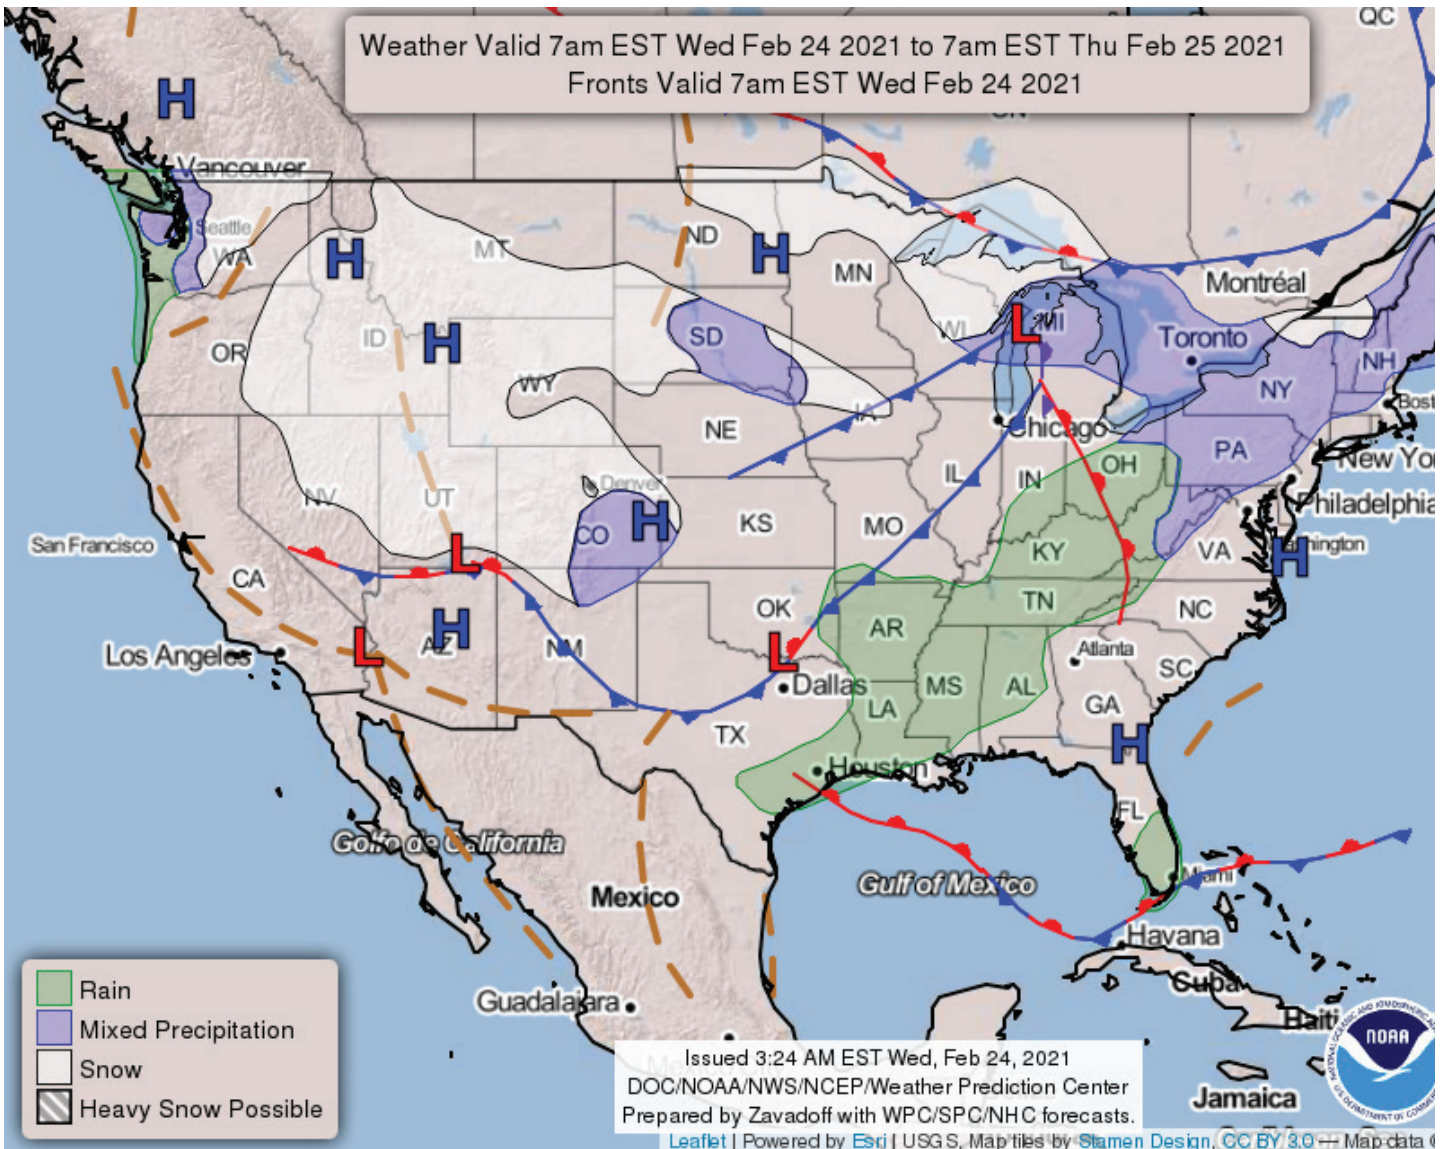 Weather Valid 7am EST Wed Feb 24 2021 to 7am EST Thu Feb 25 2021
Fronts Valid 7am EST Wed Feb 24 2021
QC
ON
H
Vancouver
Seattle
WA
H
MT
ND
H
MN
Montréal
OR
ID
H
WY
SD
WI
L
MI
Toronto
NH
NY
Bost
NE
IA
Chicago
PA
New Yor
NV
UT
Denver
CO
H
KS
MO
IL
IN
OH
Philadelphia
San Francisco
CA
L
KY
VA
H
Los Angeles
L
AZ
H
NM
OK
L
AR
TN
NC
Atlanta
SC
Dallas
TX
LA
MS
AL
GA
H
Houston
FL
Golfo de California
Mexico
Gulf of Mexico
Miami
Havana
Cuba
Guadalajara
Haiti
Jamaica
Rain
Mixed Precipitation
Snow
Heavy Snow Possible
Issued 3:24 AM EST Wed, Feb 24, 2021
DOC/NOAA/NWS/NCEP/Weather Prediction Center
Prepared by Zavadoff with WPC/SPC/NHC forecasts.
NOAA
Leaflet | Powered by Esri | USGS, Map tiles by Stamen Design, CC BY 3.0 — Map data ©